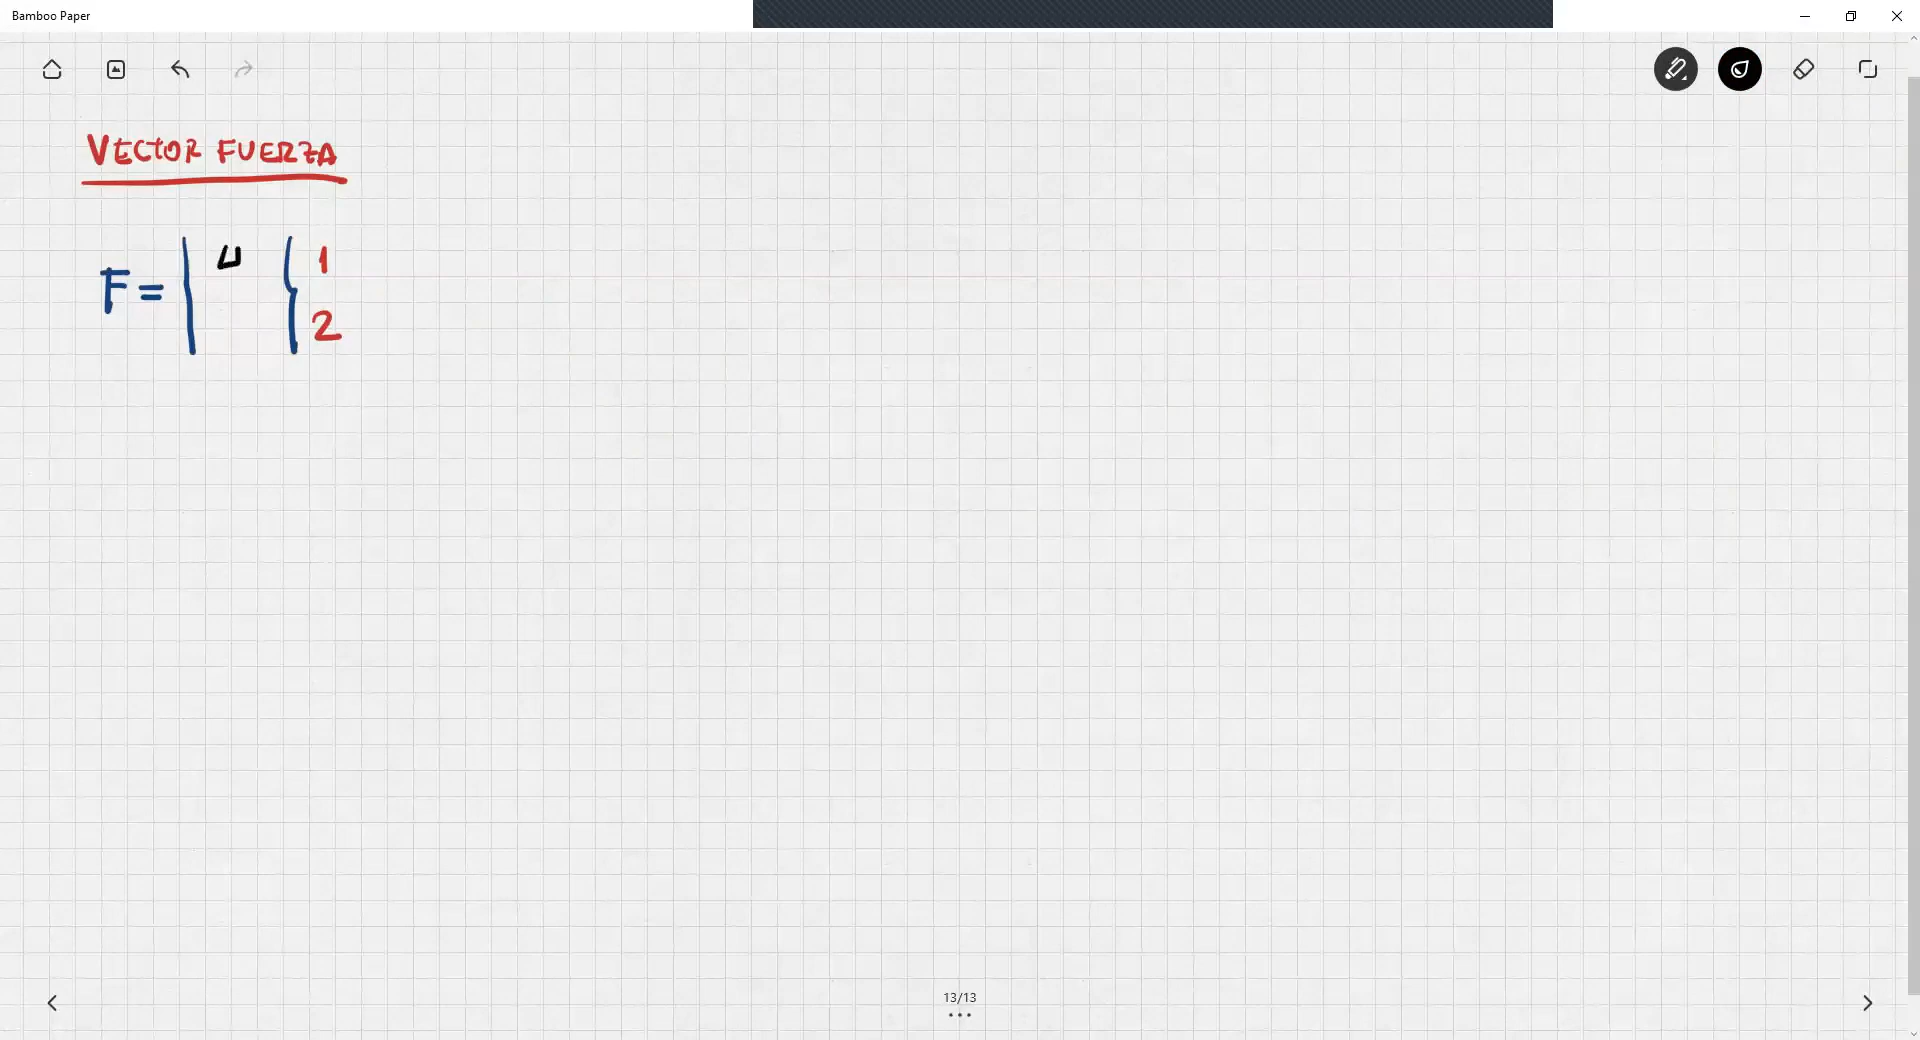 Bamboo Paper
VECTOR FUERZA
F =
1
2
13/13